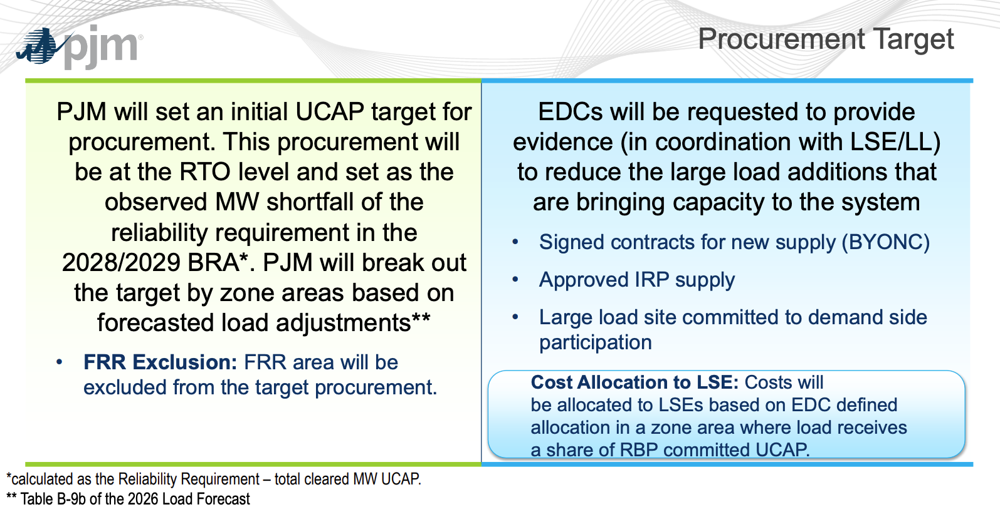 pjm®
Procurement Target
PJM will set an initial UCAP target for
procurement. This procurement will
be at the RTO level and set as the
observed MW shortfall of the
reliability requirement in the
2028/2029 BRA*. PJM will break out
the target by zone areas based on
forecasted load adjustments**
• FRR Exclusion: FRR area will be
excluded from the target procurement.
EDCs will be requested to provide
evidence (in coordination with LSE/LL)
to reduce the large load additions that
are bringing capacity to the system
• Signed contracts for new supply (BYONC)
• Approved IRP supply
• Large load site committed to demand side
participation
Cost Allocation to LSE: Costs will
be allocated to LSEs based on EDC defined
allocation in a zone area where load receives
a share of RBP committed UCAP.
*calculated as the Reliability Requirement – total cleared MW UCAP.
** Table B-9b of the 2026 Load Forecast